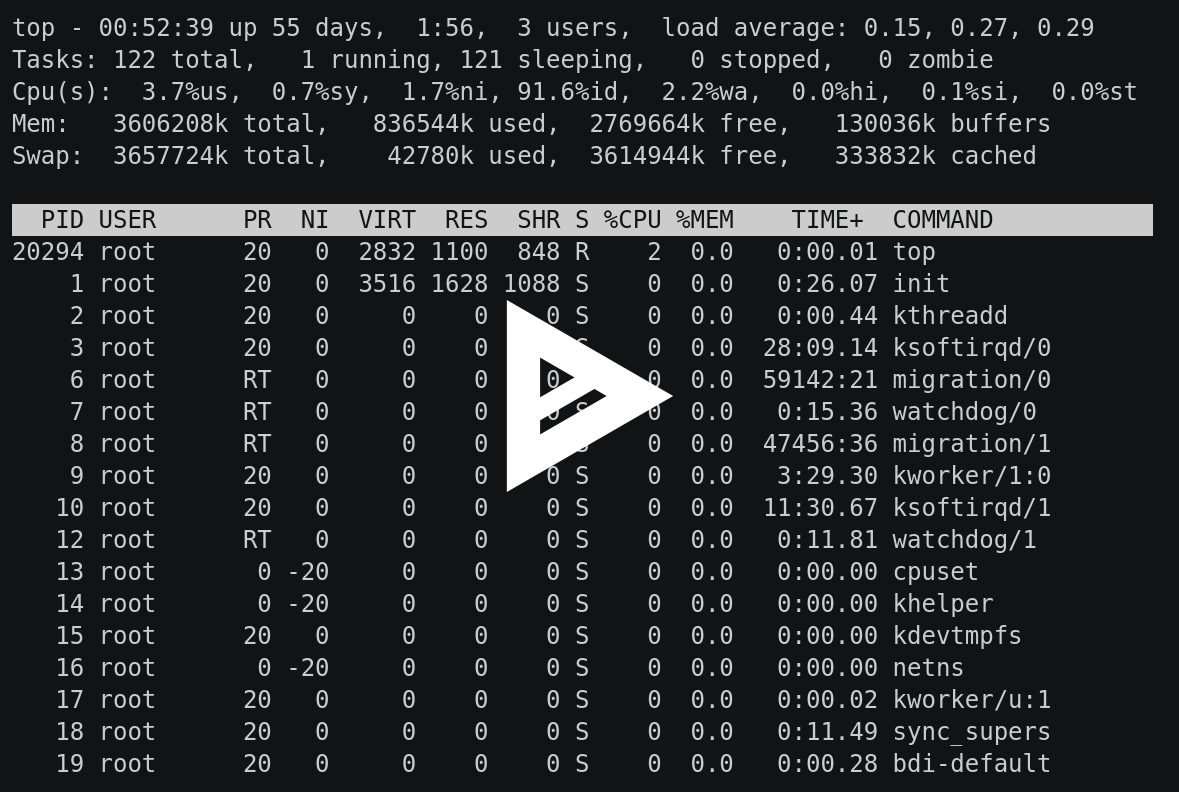 top - 00:52:39 up 55 days,  1:56,  3 users,  load average: 0.15, 0.27, 0.29
Tasks: 122 total,   1 running, 121 sleeping,   0 stopped,   0 zombie
Cpu(s):  3.7%us,  0.7%sy,  1.7%ni, 91.6%id,  2.2%wa,  0.0%hi,  0.1%si,  0.0%st
Mem:   3606208k total,   836544k used,  2769664k free,   130036k buffers
Swap:  3657724k total,    42780k used,  3614944k free,   333832k cached
  PID USER      PR  NI  VIRT  RES  SHR S %CPU %MEM    TIME+  COMMAND
20294 root      20   0  2832 1100  848 R    2  0.0   0:00.01 top
    1 root      20   0  3516 1628 1088 S    0  0.0   0:26.07 init
    2 root      20   0     0    0    0 S    0  0.0   0:00.44 kthreadd
    3 root      20   0     0    0      S    0  0.0  28:09.14 ksoftirqd/0
    6 root      RT   0     0    0    0      0  0.0  59142:21 migration/0
    7 root      RT   0     0    0    0 S    0  0.0   0:15.36 watchdog/0
    8 root      RT   0     0    0      S    0  0.0  47456:36 migration/1
    9 root      20   0     0    0    0 S    0  0.0   3:29.30 kworker/1:0
   10 root      20   0     0    0    0 S    0  0.0  11:30.67 ksoftirqd/1
   12 root      RT   0     0    0    0 S    0  0.0   0:11.81 watchdog/1
   13 root       0 -20     0    0    0 S    0  0.0   0:00.00 cpuset
   14 root       0 -20     0    0    0 S    0  0.0   0:00.00 khelper
   15 root      20   0     0    0    0 S    0  0.0   0:00.00 kdevtmpfs
   16 root       0 -20     0    0    0 S    0  0.0   0:00.00 netns
   17 root      20   0     0    0    0 S    0  0.0   0:00.02 kworker/u:1
   18 root      20   0     0    0    0 S    0  0.0   0:11.49 sync_supers
   19 root      20   0     0    0    0 S    0  0.0   0:00.28 bdi-default